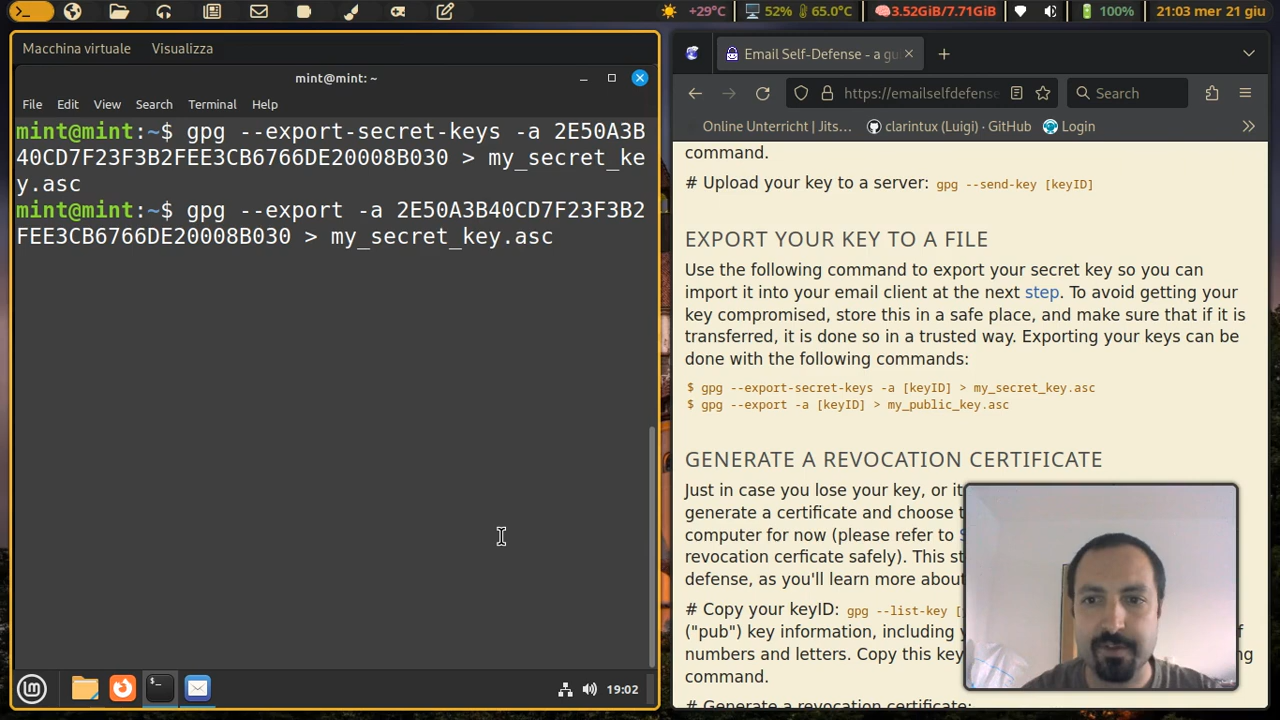 +29°C 52% 65.0°C 3.52GiB/7.71GiB 100% 21:03 mer 21 giu
Macchina virtuale Visualizza
mint@mint: ~
File Edit View Search Terminal Help
mint@mint:~$ gpg --export-secret-keys -a 2E50A3B
40CD7F23F3B2FEE3CB6766DE20008B030 > my_secret_ke
y.asc
mint@mint:~$ gpg --export -a 2E50A3B40CD7F23F3B2
FEE3CB6766DE20008B030 > my_secret_key.asc
19:02
Email Self-Defense - a gu
https://emailselfdefense
Search
Online Unterricht | Jits… clarintux (Luigi) · GitHub Login
command.
# Upload your key to a server: gpg --send-key [keyID]
EXPORT YOUR KEY TO A FILE
Use the following command to export your secret key so you can
import it into your email client at the next step. To avoid getting your
key compromised, store this in a safe place, and make sure that if it is
transferred, it is done so in a trusted way. Exporting your keys can be
done with the following commands:
$ gpg --export-secret-keys -a [keyID] > my_secret_key.asc
$ gpg --export -a [keyID] > my_public_key.asc
GENERATE A REVOCATION CERTIFICATE
Just in case you lose your key, or it
generate a certificate and choose
computer for now (please refer to
revocation cerficate safely). This
defense, as you'll learn more about
# Copy your keyID: gpg --list-key
("pub") key information, including of
numbers and letters. Copy this key
command.
# Generate a revocation certificate: